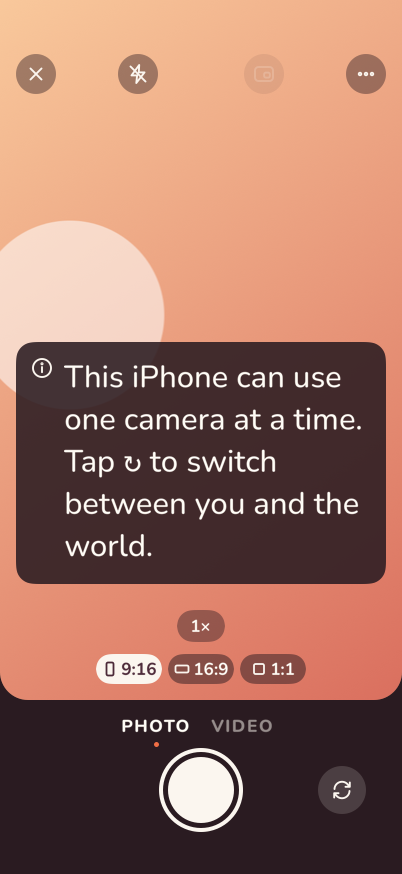 This iPhone can use
one camera at a time.
Tap ↻ to switch
between you and the
world.
1×
9:16 16:9 1:1
PHOTO VIDEO